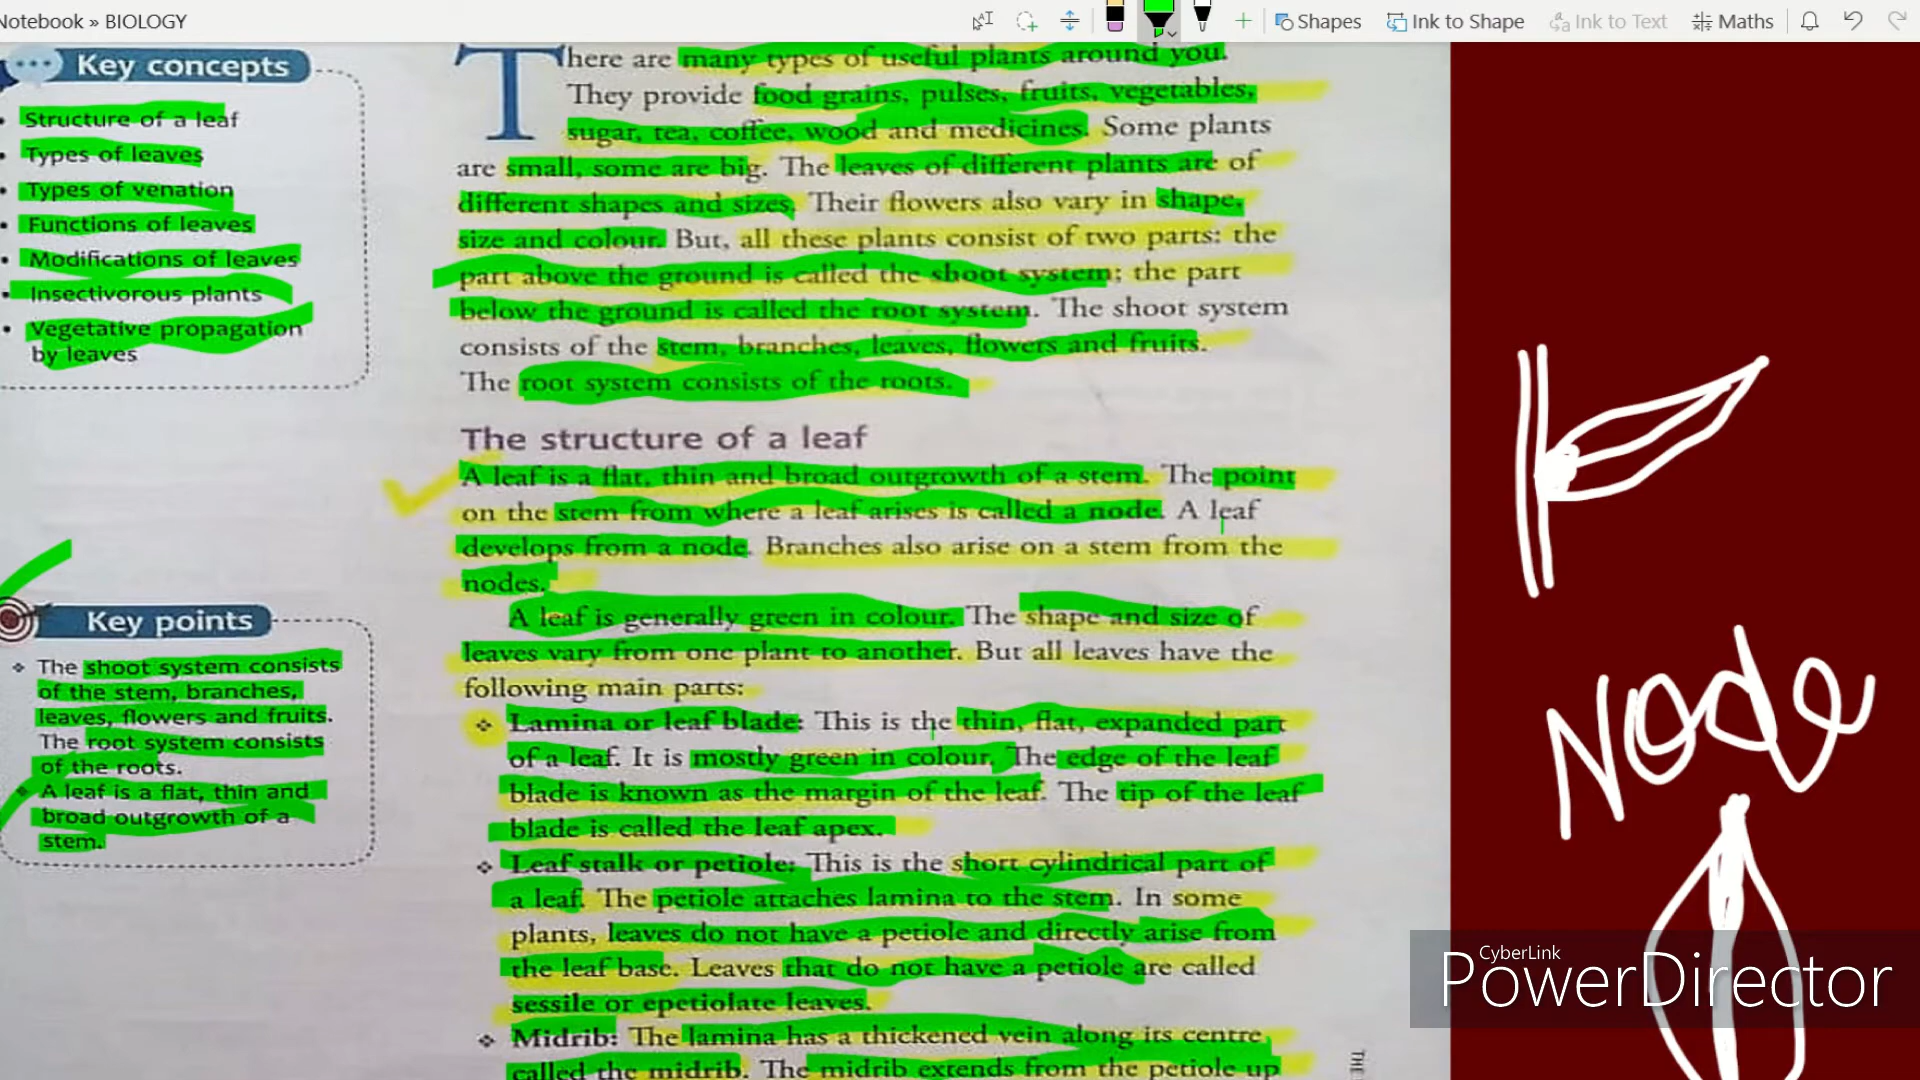 Notebook » BIOLOGY
Shapes
Ink to Shape
Ink to Text
Maths
Key concepts
• Structure of a leaf
• Types of leaves
• Types of venation
• Functions of leaves
• Modifications of leaves
• Insectivorous plants
• Vegetative propagation
by leaves
There are many types of useful plants around you.
They provide food grains, pulses, fruits, vegetables,
sugar, tea, coffee, wood and medicines. Some plants
are small, some are big. The leaves of different plants are of
different shapes and sizes. Their flowers also vary in shape,
size and colour. But, all these plants consist of two parts: the
part above the ground is called the shoot system; the part
below the ground is called the root system. The shoot system
consists of the stem, branches, leaves, flowers and fruits.
The root system consists of the roots.
The structure of a leaf
A leaf is a flat, thin and broad outgrowth of a stem. The point
on the stem from where a leaf arises is called a node. A leaf
develops from a node. Branches also arise on a stem from the
nodes.
A leaf is generally green in colour. The shape and size of
leaves vary from one plant to another. But all leaves have the
following main parts:
❖ Lamina or leaf blade: This is the thin, flat, expanded part
of a leaf. It is mostly green in colour. The edge of the leaf
blade is known as the margin of the leaf. The tip of the leaf
blade is called the leaf apex.
❖ Leaf stalk or petiole: This is the short cylindrical part of
a leaf. The petiole attaches lamina to the stem. In some
plants, leaves do not have a petiole and directly arise from
the leaf base. Leaves that do not have a petiole are called
sessile or epetiolate leaves.
❖ Midrib: The lamina has a thickened vein along its centre,
called the midrib. The midrib extends from the petiole up
Key points
❖ The shoot system consists
of the stem, branches,
leaves, flowers and fruits.
The root system consists
of the roots.
❖ A leaf is a flat, thin and
broad outgrowth of a
stem.
THE
Node
CyberLink
PowerDirector